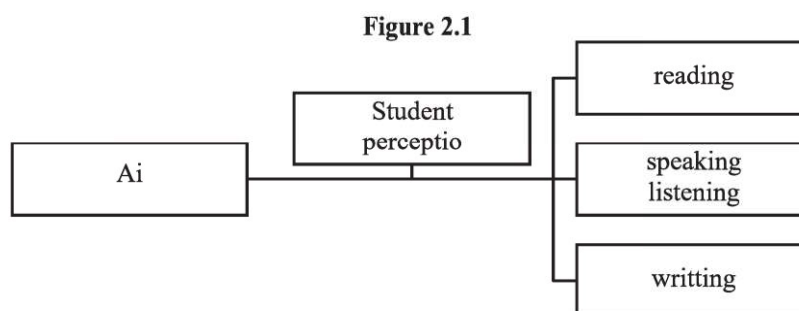 Figure 2.1
reading
Student
perceptio
Ai
speaking
listening
writting